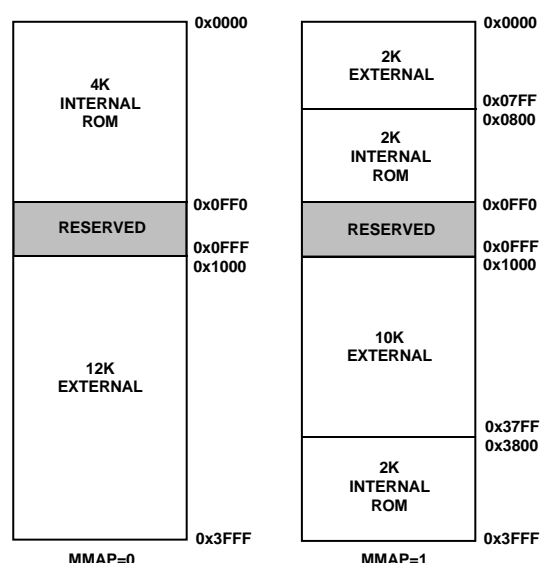 0x0000
4K
INTERNAL
ROM
0x0FF0
RESERVED
0x0FFF
0x1000
12K
EXTERNAL
0x3FFF
MMAP=0
0x0000
2K
EXTERNAL
0x07FF
0x0800
2K
INTERNAL
ROM
0x0FF0
RESERVED
0x0FFF
0x1000
10K
EXTERNAL
0x37FF
0x3800
2K
INTERNAL
ROM
0x3FFF
MMAP=1